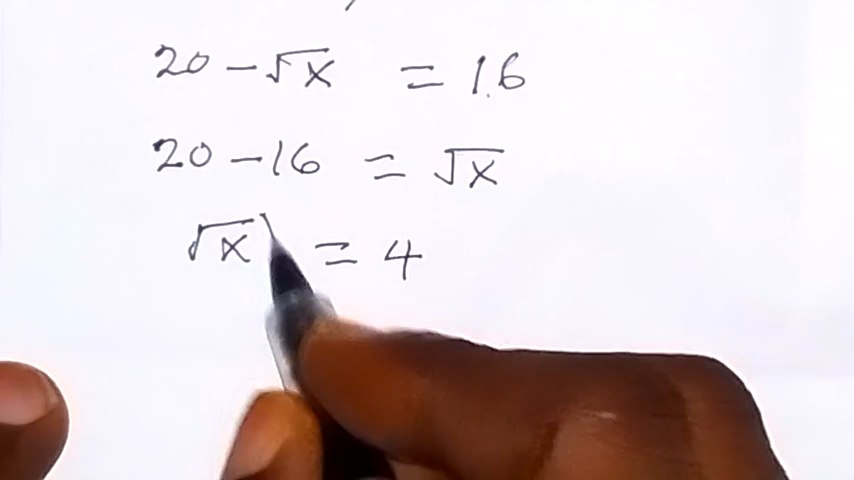 20 - √x = 16
20 - 16 = √x
√x = 4